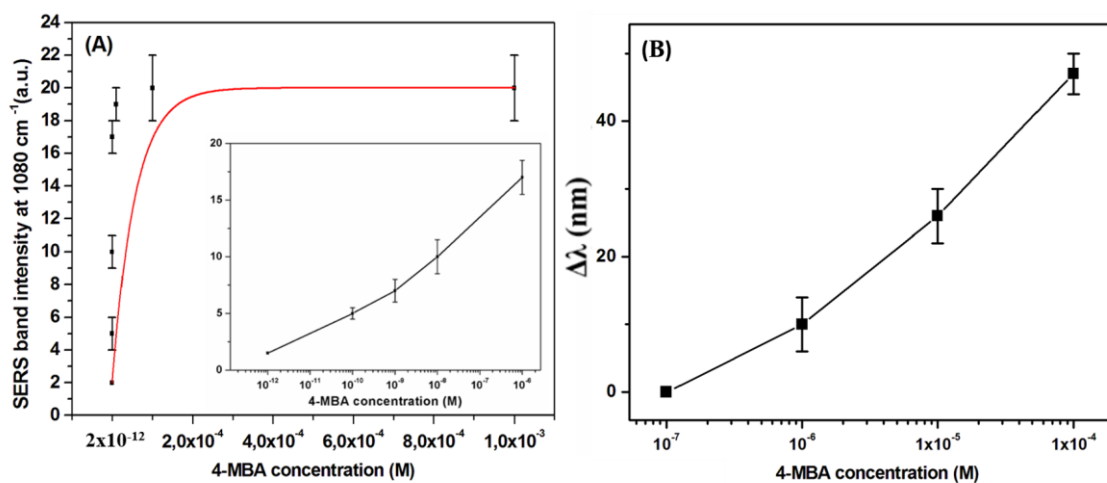 (A)
SERS band intensity at 1080 cm⁻¹(a.u.)
24
22
20
18
16
14
12
10
8
6
4
2
0
2x10⁻¹² 2,0x10⁻⁴ 4,0x10⁻⁴ 6,0x10⁻⁴ 8,0x10⁻⁴ 1,0x10⁻³
4-MBA concentration (M)
20
15
10
5
0
10⁻¹² 10⁻¹¹ 10⁻¹⁰ 10⁻⁹ 10⁻⁸ 10⁻⁷ 10⁻⁶
4-MBA concentration (M)
(B)
Δλ (nm)
40
20
0
10⁻⁷ 10⁻⁶ 1x10⁻⁵ 1x10⁻⁴
4-MBA concentration (M)